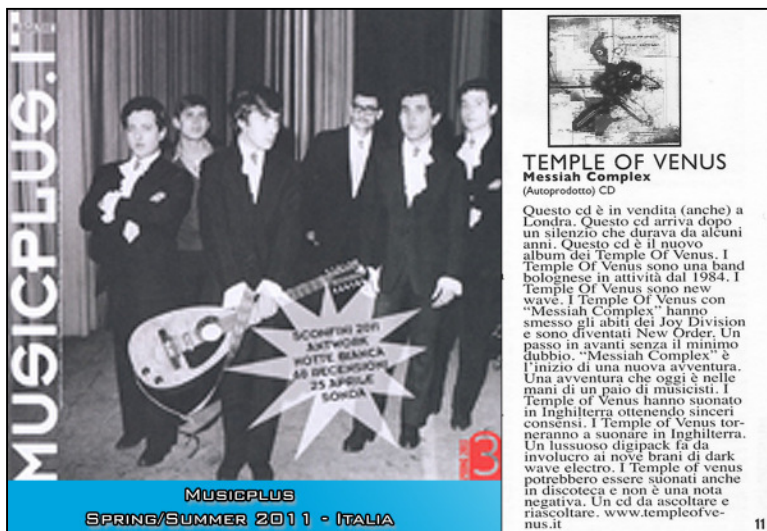 MUSICPLUS.IT
SCONFINI 2011
ANTWORK
NOTTE BIANCA
25 APRILE
SONDA
3
MUSICPLUS
SPRING/SUMMER 2011 - ITALIA
TEMPLE OF VENUS
Messiah Complex
(Autoprodotto) CD
Questo cd è in vendita (anche) a
Londra. Questo cd arriva dopo
un silenzio che durava da alcuni
anni. Questo cd è il nuovo
album dei Temple Of Venus. I
Temple Of Venus sono una band
bolognese in attività dal 1984. I
Temple Of Venus sono new
wave. I Temple Of Venus con
“Messiah Complex” hanno
smesso gli abiti dei Joy Division
e sono diventati New Order. Un
passo in avanti senza il minimo
dubbio. “Messiah Complex” è
l’inizio di una nuova avventura.
Una avventura che oggi è nelle
mani di un paio di musicisti. I
Temple of Venus hanno suonato
in Inghilterra ottenendo sinceri
consensi. I Temple of Venus tor-
neranno a suonare in Inghilterra.
Un lussuoso digipack fa da
involucro ai nove brani di dark
wave electro. I Temple of venus
potrebbero essere suonati anche
in discoteca e non è una nota
negativa. Un cd da ascoltare e
riascoltare. www.templeofve-
nus.it
11